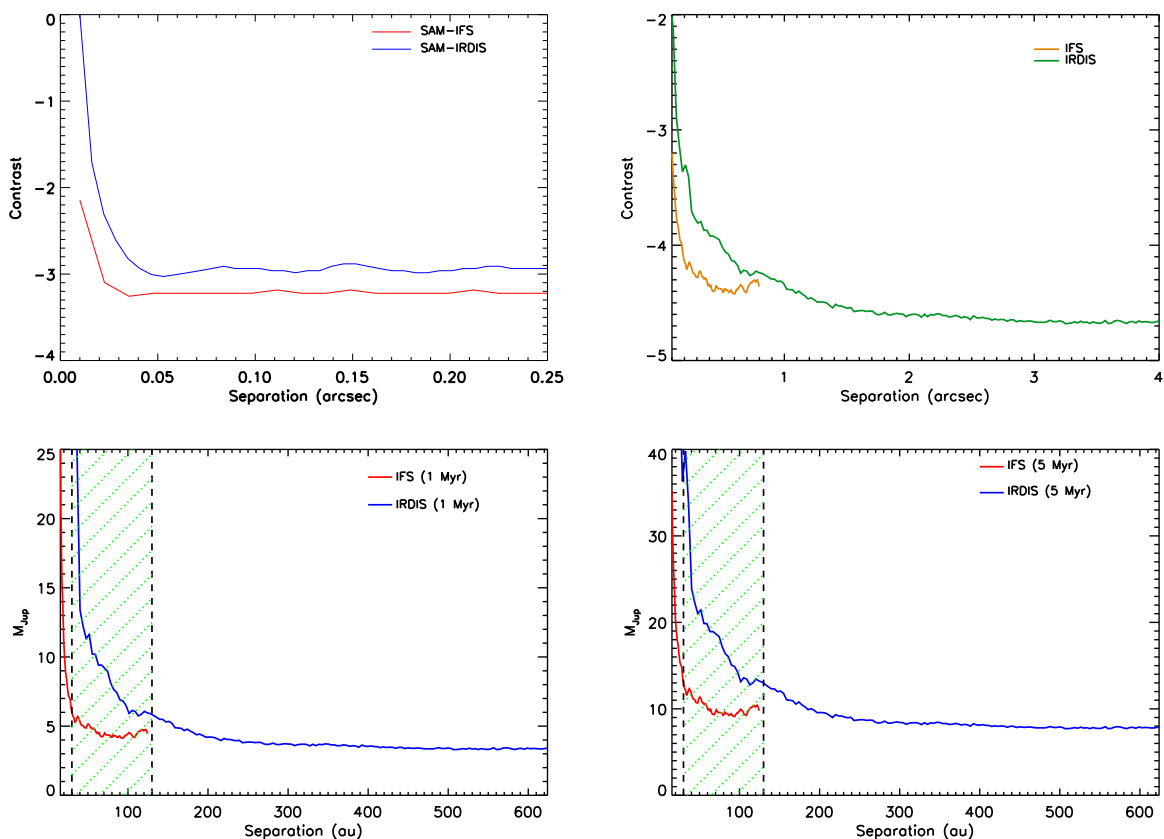 0
-1
-2
-3
-4
Contrast
0.00
0.05
0.10
0.15
0.20
0.25
Separation (arcsec)
SAM-IFS
SAM-IRDIS
-2
-3
-4
-5
Contrast
1
2
3
4
Separation (arcsec)
IFS
IRDIS
25
20
15
10
5
0
MJup
100
200
300
400
500
600
Separation (au)
IFS (1 Myr)
IRDIS (1 Myr)
40
30
20
10
0
MJup
100
200
300
400
500
600
Separation (au)
IFS (5 Myr)
IRDIS (5 Myr)